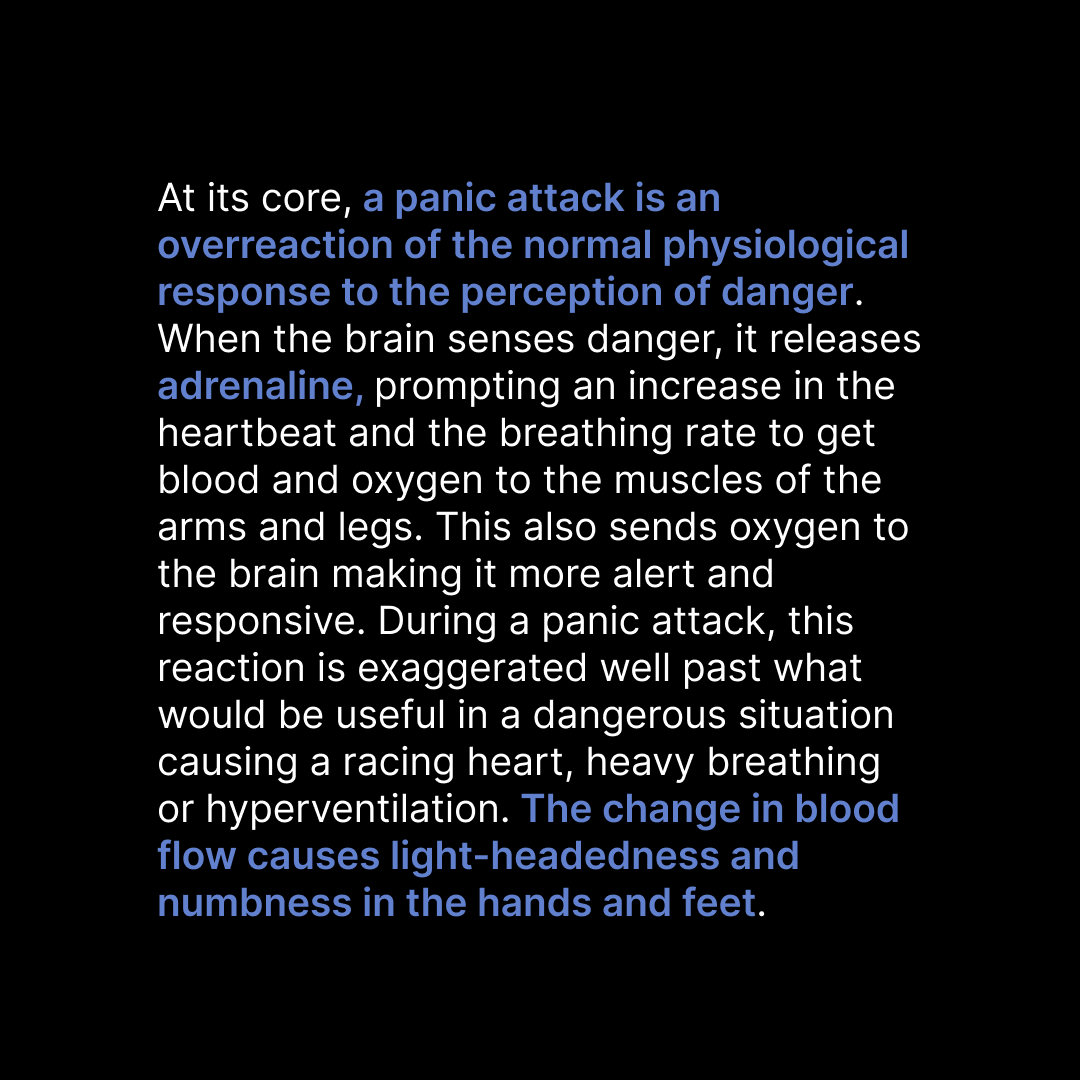 At its core, a panic attack is an
overreaction of the normal physiological
response to the perception of danger.
When the brain senses danger, it releases
adrenaline, prompting an increase in the
heartbeat and the breathing rate to get
blood and oxygen to the muscles of the
arms and legs. This also sends oxygen to
the brain making it more alert and
responsive. During a panic attack, this
reaction is exaggerated well past what
would be useful in a dangerous situation
causing a racing heart, heavy breathing
or hyperventilation. The change in blood
flow causes light-headedness and
numbness in the hands and feet.